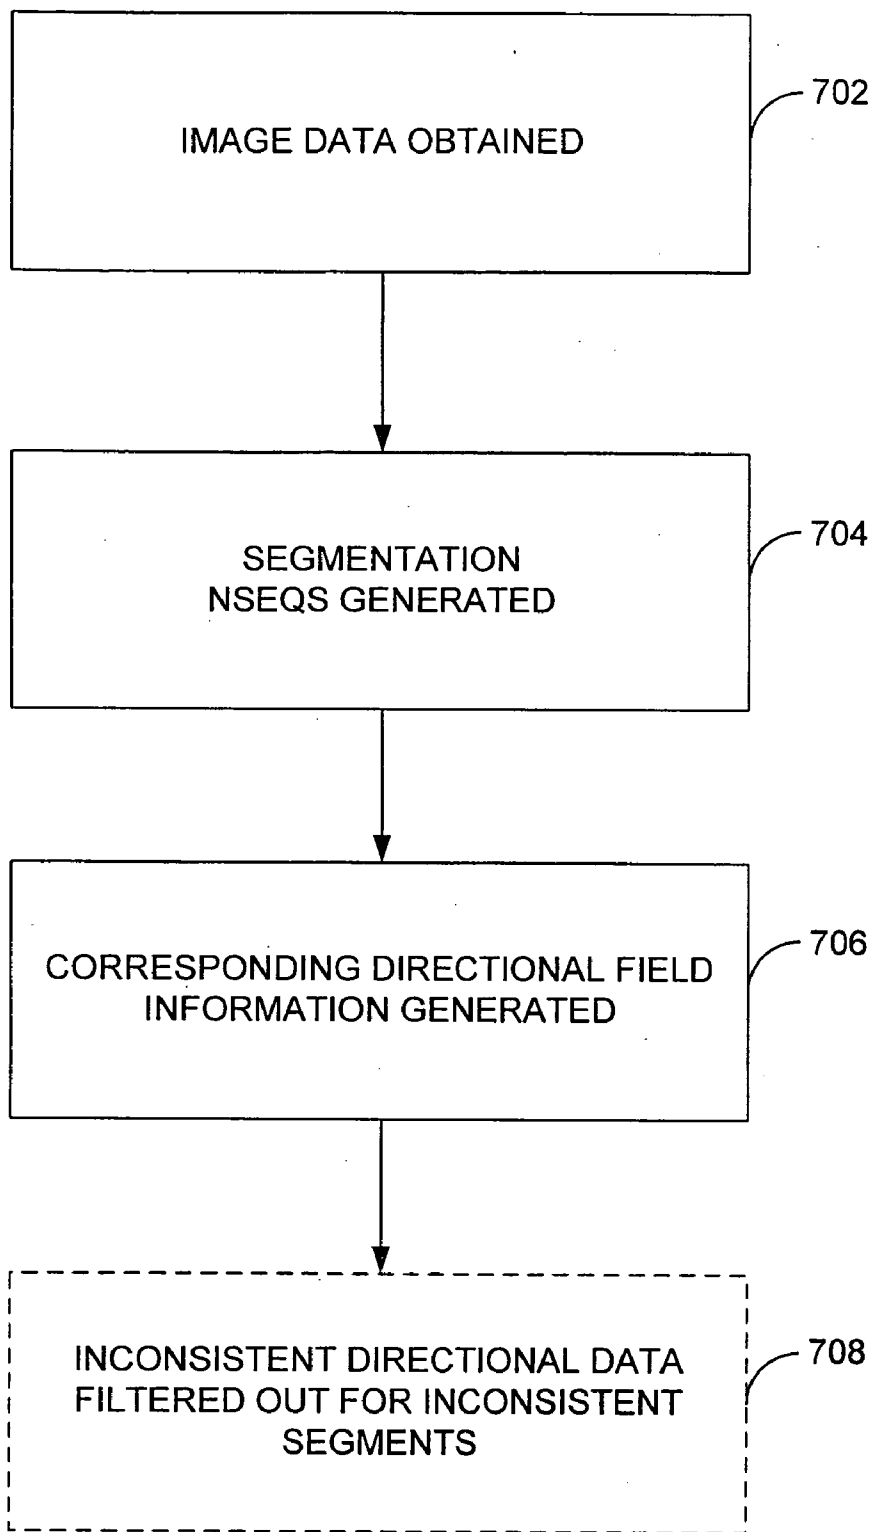 IMAGE DATA OBTAINED
702
SEGMENTATION
NSEQS GENERATED
704
CORRESPONDING DIRECTIONAL FIELD
INFORMATION GENERATED
706
INCONSISTENT DIRECTIONAL DATA
FILTERED OUT FOR INCONSISTENT
SEGMENTS
708